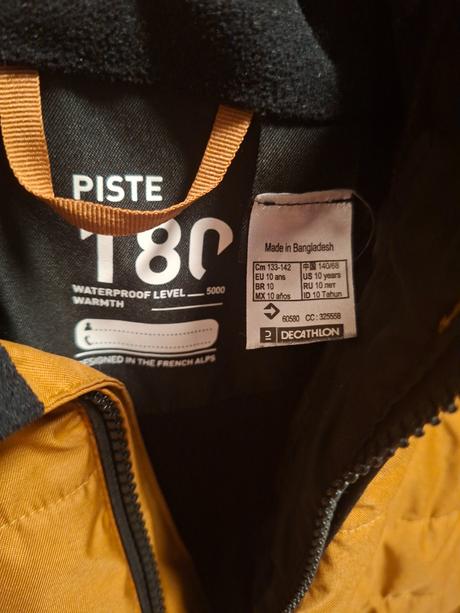 PISTE
180
WATERPROOF LEVEL 5000
WARMTH
DESIGNED IN THE FRENCH ALPS
Made in Bangladesh
Cm 133-142 中国 140/68
EU 10 ans US 10 years
BR 10 RU 10 лет
MX 10 años ID 10 Tahun
60580 CC: 325558
DECATHLON